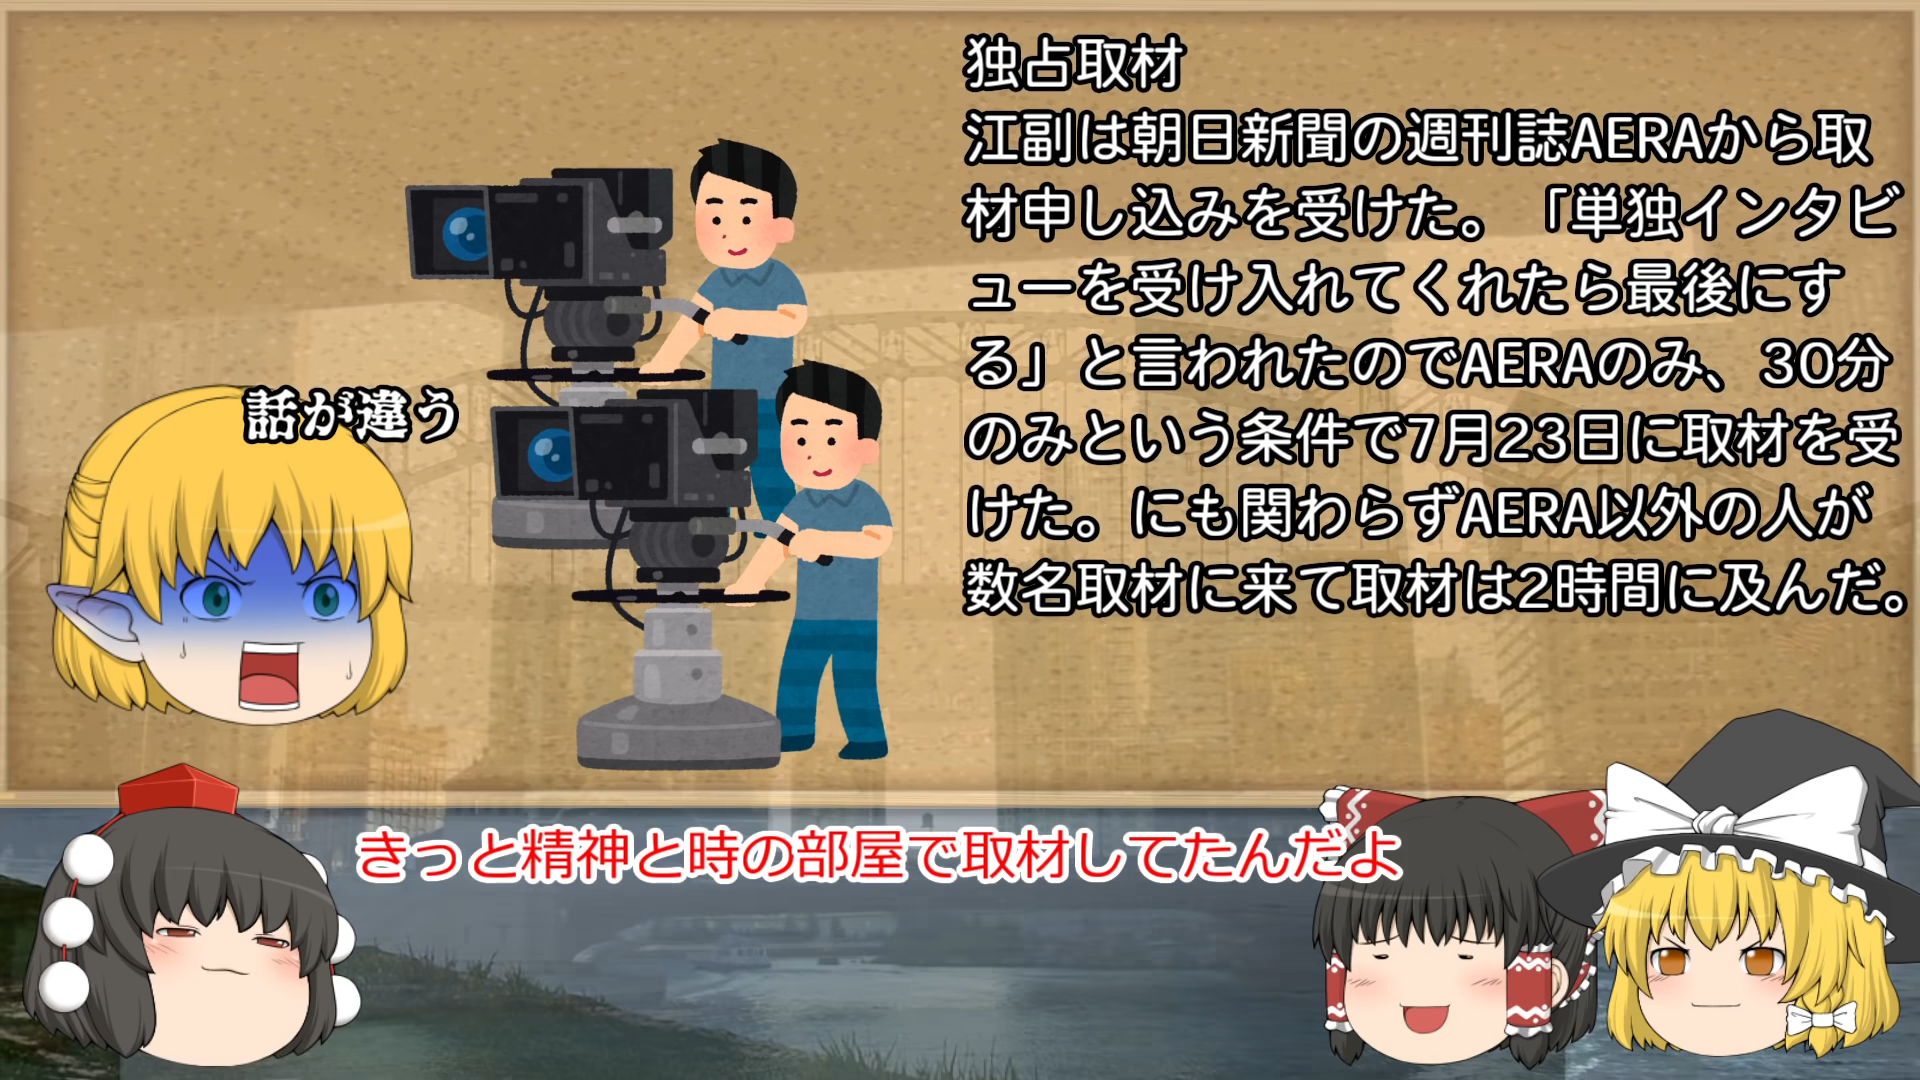 独占取材
江副は朝日新聞の週刊誌AERAから取
材申し込みを受けた。「単独インタビ
ューを受け入れてくれたら最後にす
る」と言われたのでAERAのみ、30分
のみという条件で7月23日に取材を受
けた。にも関わらずAERA以外の人が
数名取材に来て取材は2時間に及んだ。
話が違う
きっと精神と時の部屋で取材してたんだよ